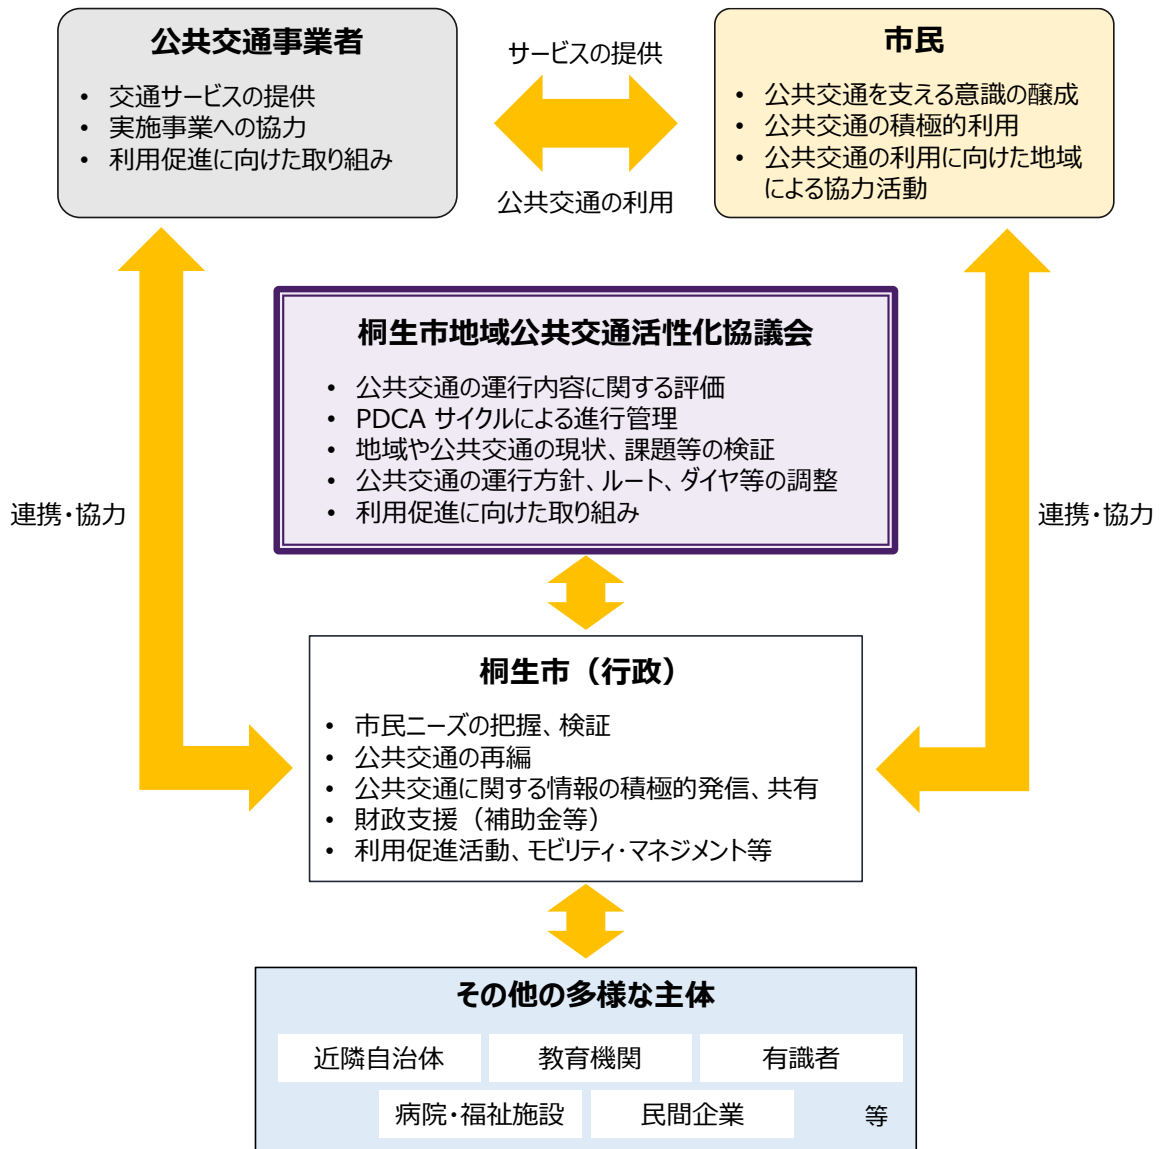 公共交通事業者
• 交通サービスの提供
• 実施事業への協力
• 利用促進に向けた取り組み
サービスの提供
公共交通の利用
市民
• 公共交通を支える意識の醸成
• 公共交通の積極的利用
• 公共交通の利用に向けた地域
による協力活動
桐生市地域公共交通活性化協議会
• 公共交通の運行内容に関する評価
• PDCA サイクルによる進行管理
• 地域や公共交通の現状、課題等の検証
• 公共交通の運行方針、ルート、ダイヤ等の調整
• 利用促進に向けた取り組み
連携・協力
連携・協力
桐生市（行政）
• 市民ニーズの把握、検証
• 公共交通の再編
• 公共交通に関する情報の積極的発信、共有
• 財政支援（補助金等）
• 利用促進活動、モビリティ・マネジメント等
その他の多様な主体
近隣自治体
教育機関
有識者
病院・福祉施設
民間企業
等